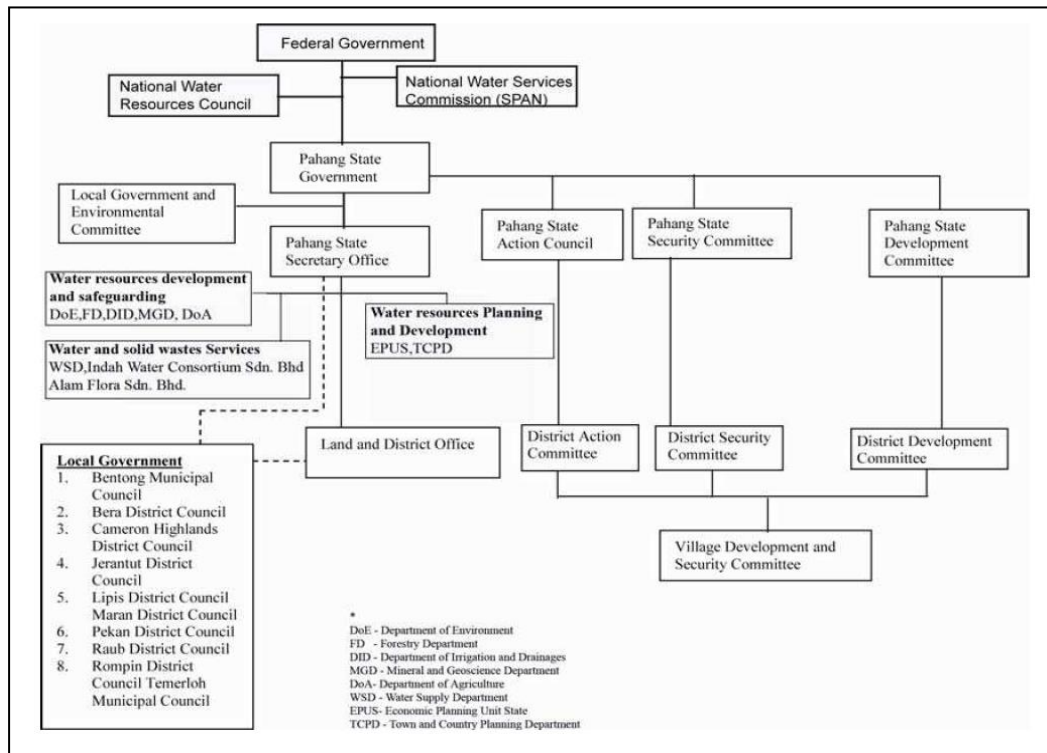 Federal Government
National Water
Resources Council
National Water Services
Commission (SPAN)
Pahang State
Government
Local Government and
Environmental
Committee
Pahang State
Action Council
Pahang State
Security Committee
Pahang State
Development
Committee
Pahang State
Secretary Office
Water resources development
and safeguarding
DoE,FD,DID,MGD, DoA
Water resources Planning
and Development
EPUS,TCPD
Water and solid wastes Services
WSD,Indah Water Consortium Sdn. Bhd
Alam Flora Sdn. Bhd.
Land and District Office
District Action
Committee
District Security
Committee
District Development
Committee
Local Government
1. Bentong Municipal
Council
2. Bera District Council
3. Cameron Highlands
District Council
4. Jerantut District
Council
5. Lipis District Council
Maran District Council
6. Pekan District Council
7. Raub District Council
8. Rompin District
Council Temerloh
Municipal Council
Village Development and
Security Committee
*
DoE - Department of Environment
FD - Forestry Department
DID - Department of Irrigation and Drainages
MGD - Mineral and Geoscience Department
DoA- Department of Agriculture
WSD - Water Supply Department
EPUS- Economic Planning Unit State
TCPD - Town and Country Planning Department